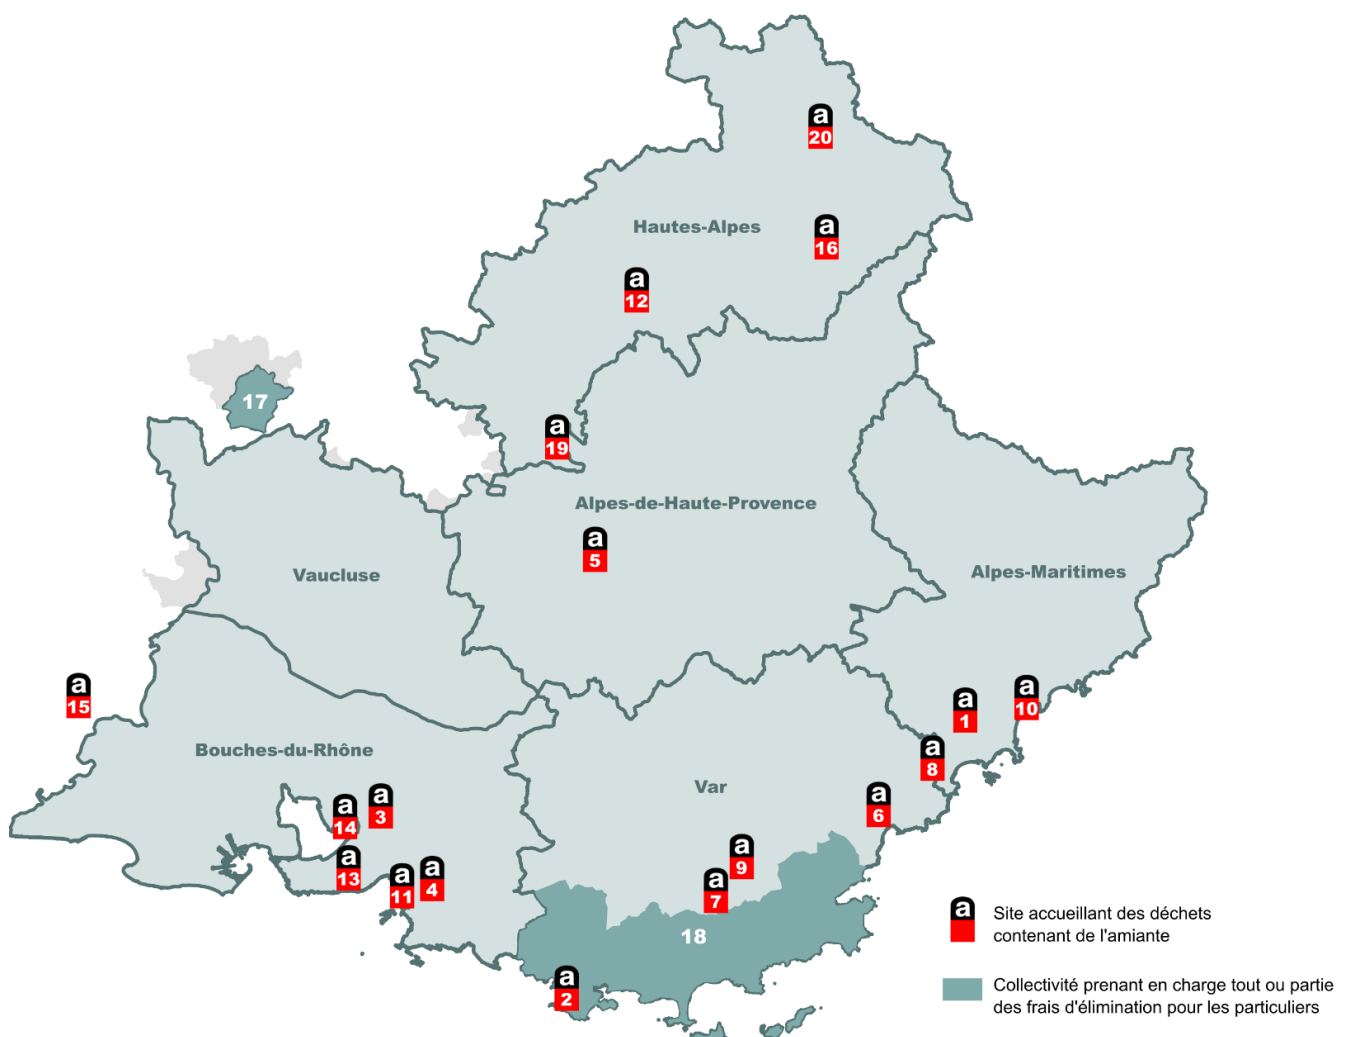 a
20
Hautes-Alpes
a
16
a
12
17
a
19
Alpes-de-Haute-Provence
a
5
Vaucluse
Alpes-Maritimes
a
15
a
10
a
1
Bouches-du-Rhône
a
8
Var
a
3
a
14
a
6
a
9
a
13
a
4
a
11
a
7
18
a
2
a
Site accueillant des déchets
contenant de l'amiante
Collectivité prenant en charge tout ou partie
des frais d'élimination pour les particuliers